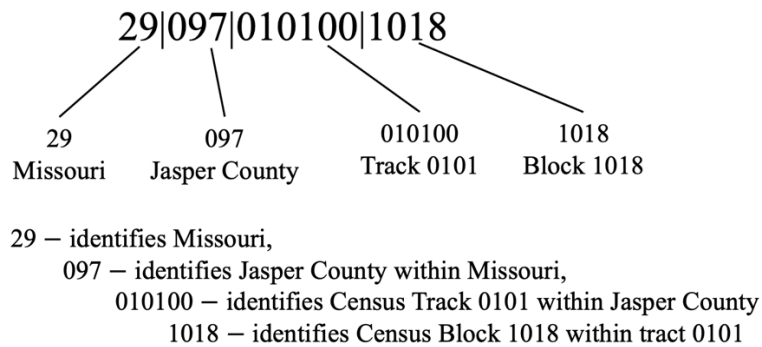 29|097|010100|1018
29 097 010100 1018
Missouri Jasper County Track 0101 Block 1018
29 – identifies Missouri,
097 – identifies Jasper County within Missouri,
010100 – identifies Census Track 0101 within Jasper County
1018 – identifies Census Block 1018 within tract 0101